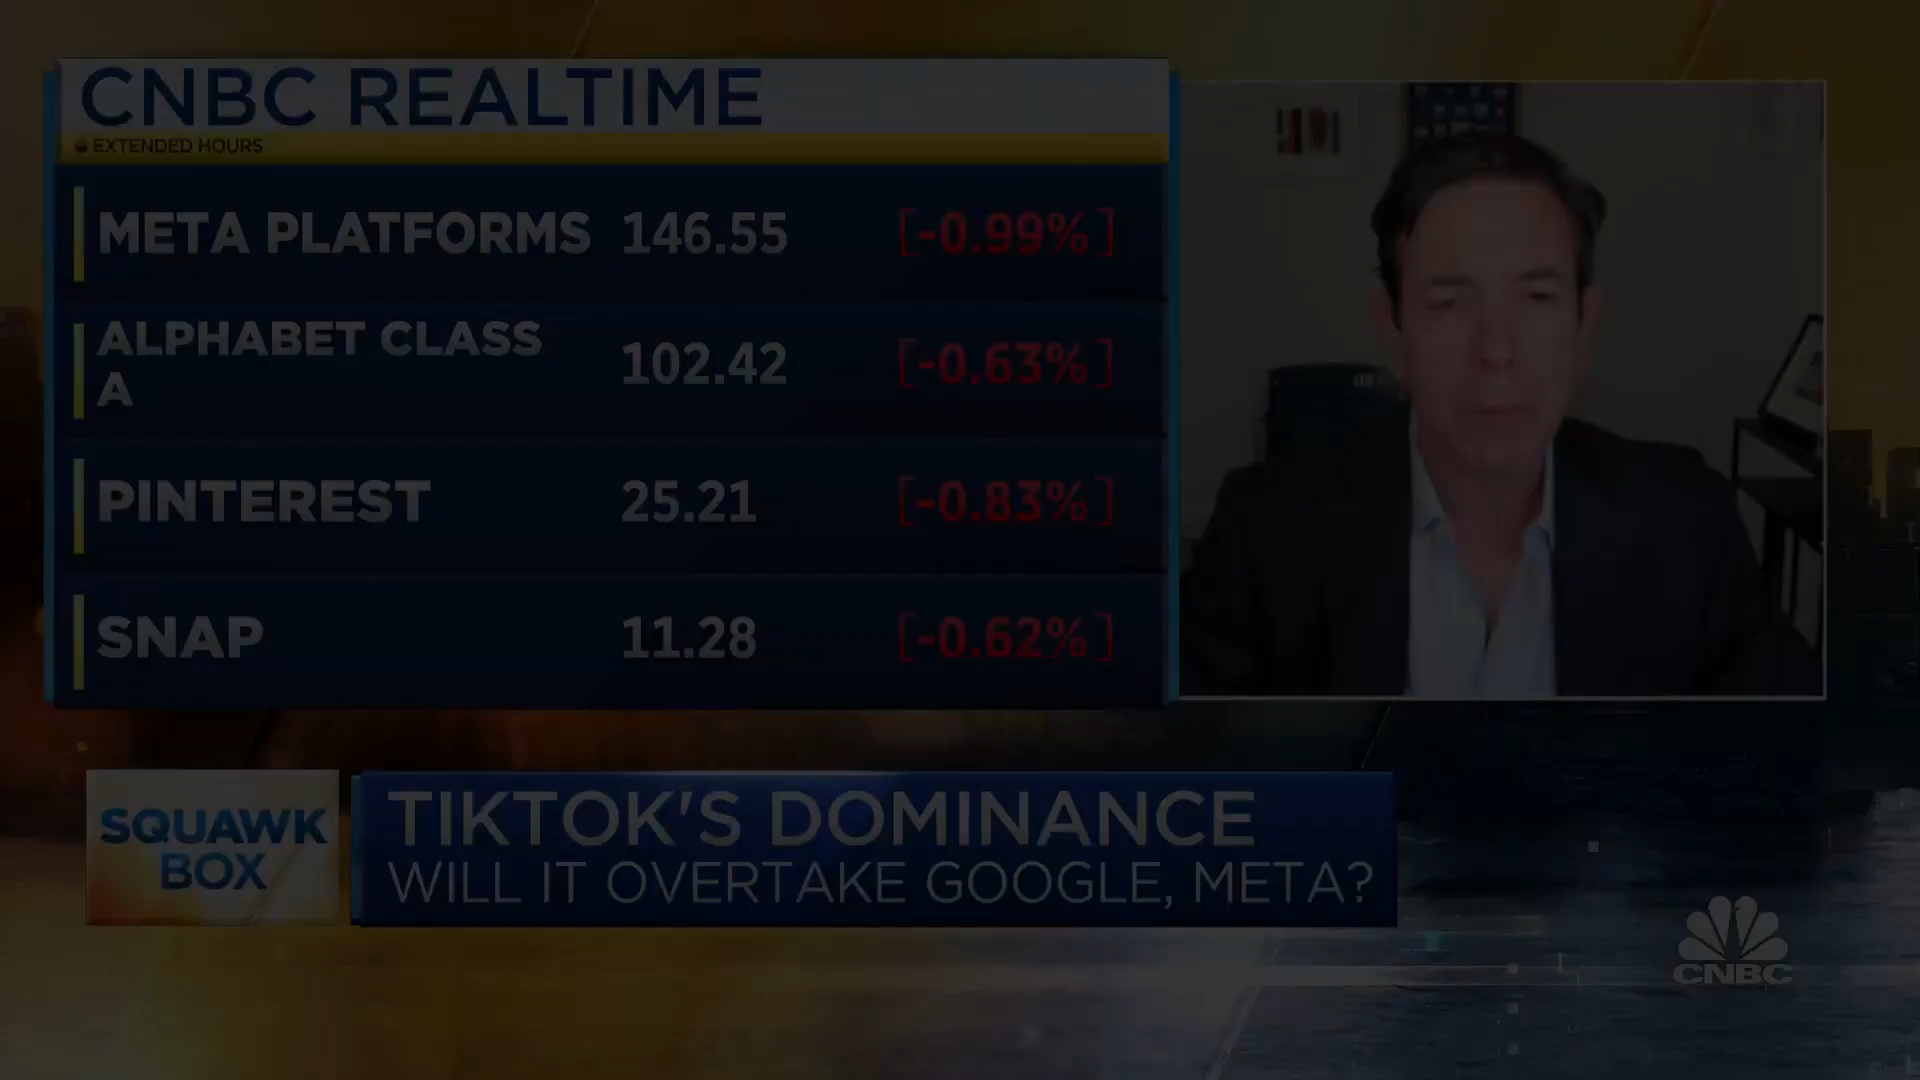 CNBC REALTIME
EXTENDED HOURS
META PLATFORMS 146.55 [-0.99%]
ALPHABET CLASS A 102.42 [-0.63%]
PINTEREST 25.21 [-0.83%]
SNAP 11.28 [-0.62%]
SQUAWK BOX
TIKTOK'S DOMINANCE
WILL IT OVERTAKE GOOGLE, META?
CNBC